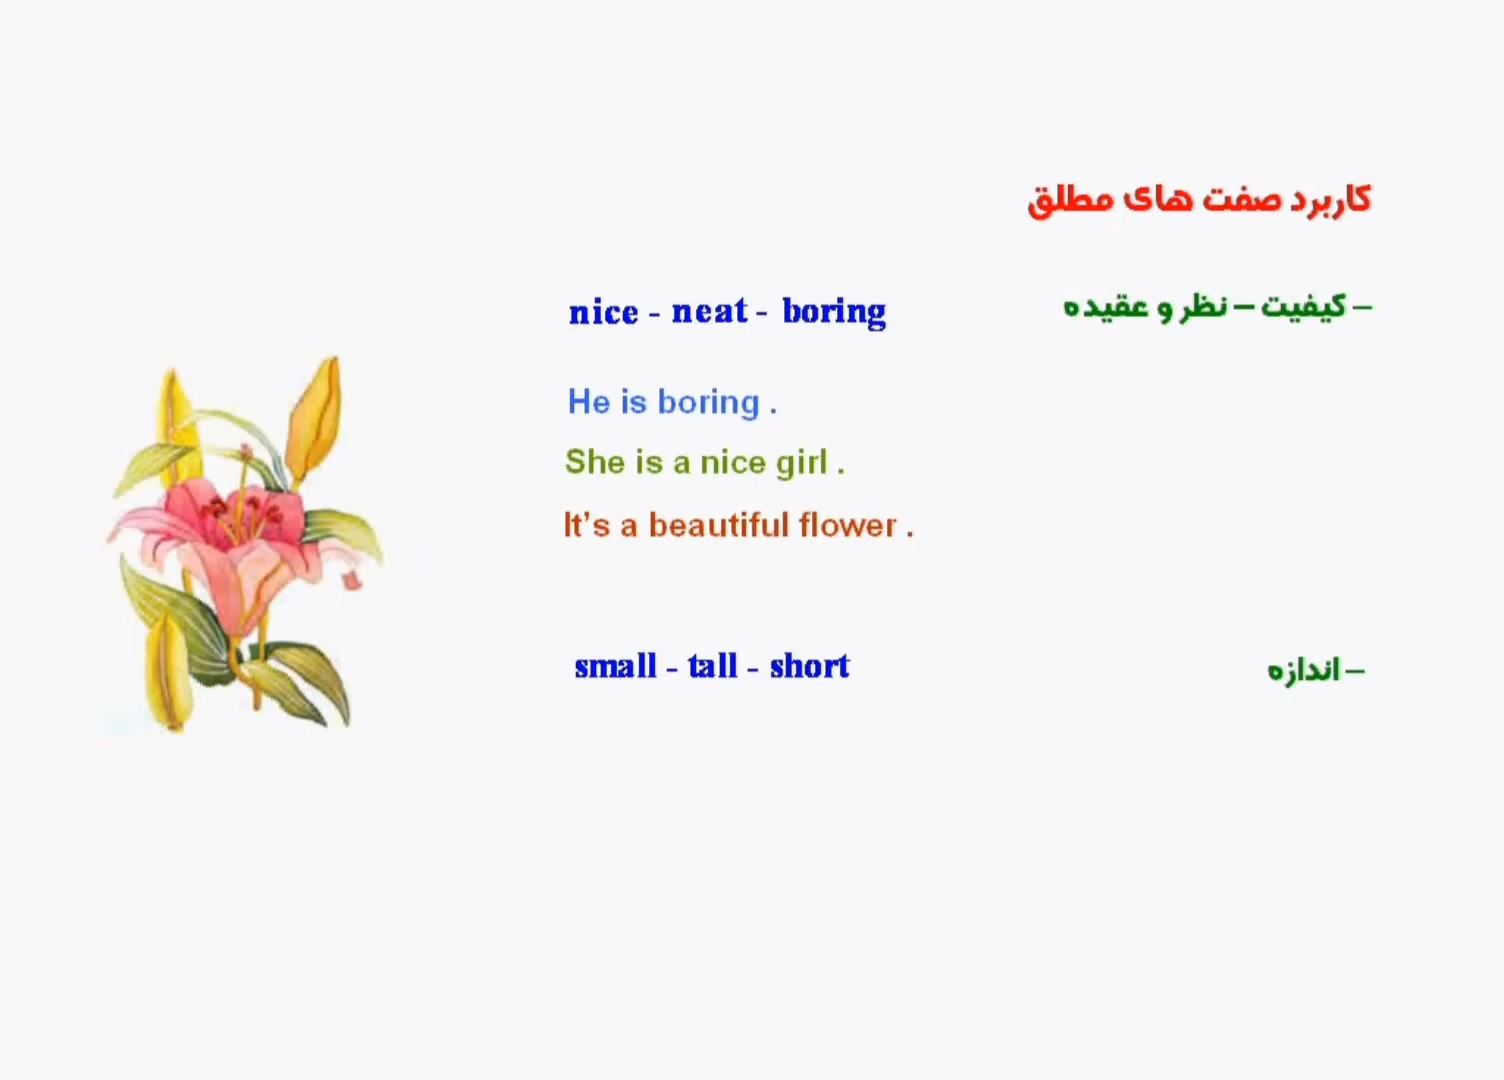 کاربرد صفت های مطلق
– کیفیت – نظر و عقیده
nice - neat - boring
He is boring .
She is a nice girl .
It’s a beautiful flower .
– اندازه
small - tall - short